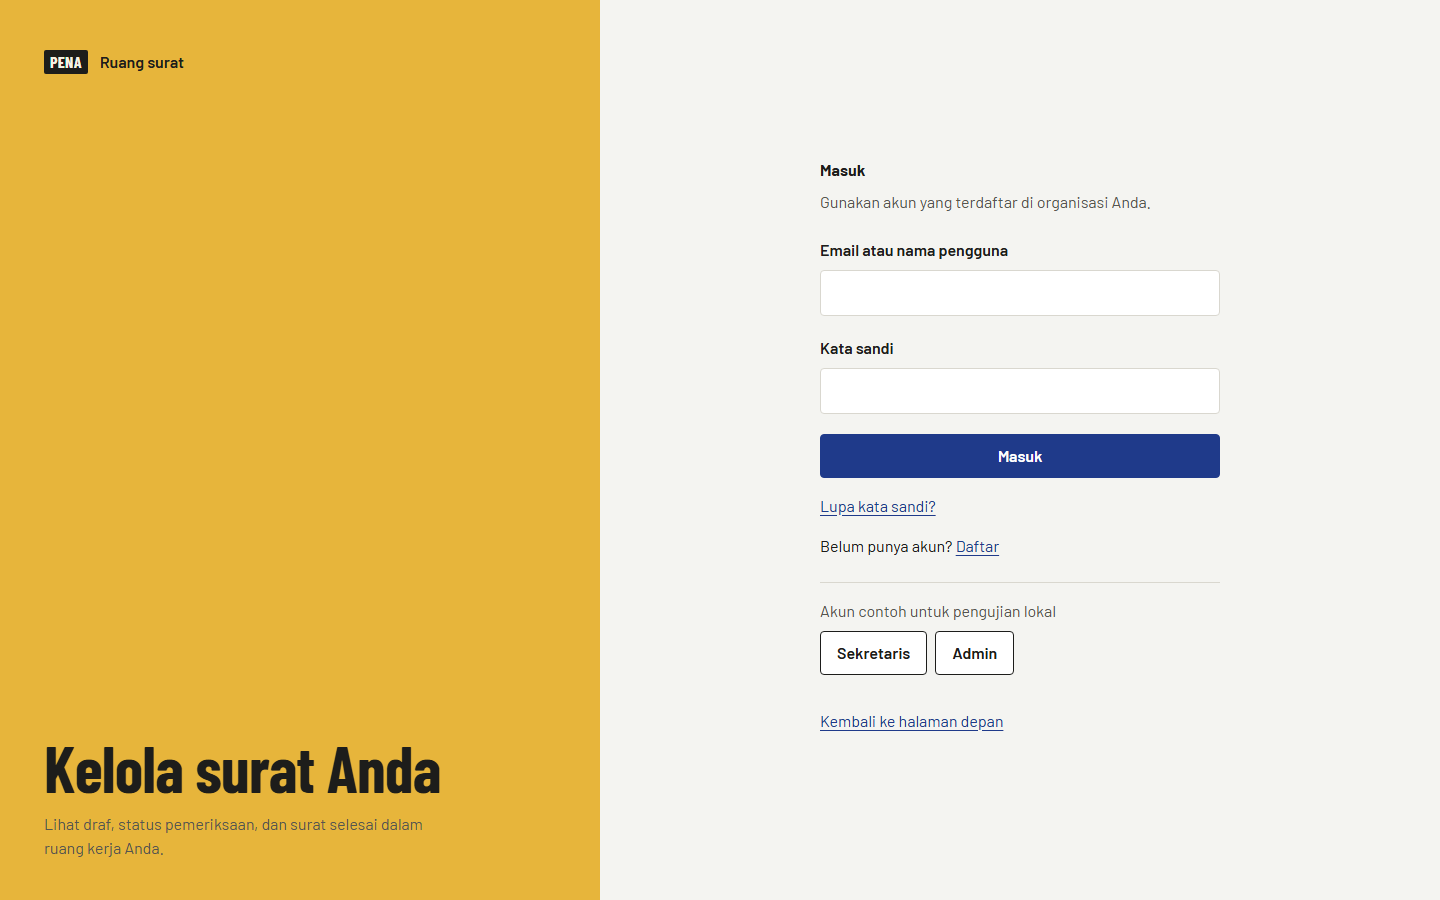 PENA Ruang surat
Kelola surat Anda
Lihat draf, status pemeriksaan, dan surat selesai dalam
ruang kerja Anda.
Masuk
Gunakan akun yang terdaftar di organisasi Anda.
Email atau nama pengguna
Kata sandi
Masuk
Lupa kata sandi?
Belum punya akun? Daftar
Akun contoh untuk pengujian lokal
Sekretaris Admin
Kembali ke halaman depan